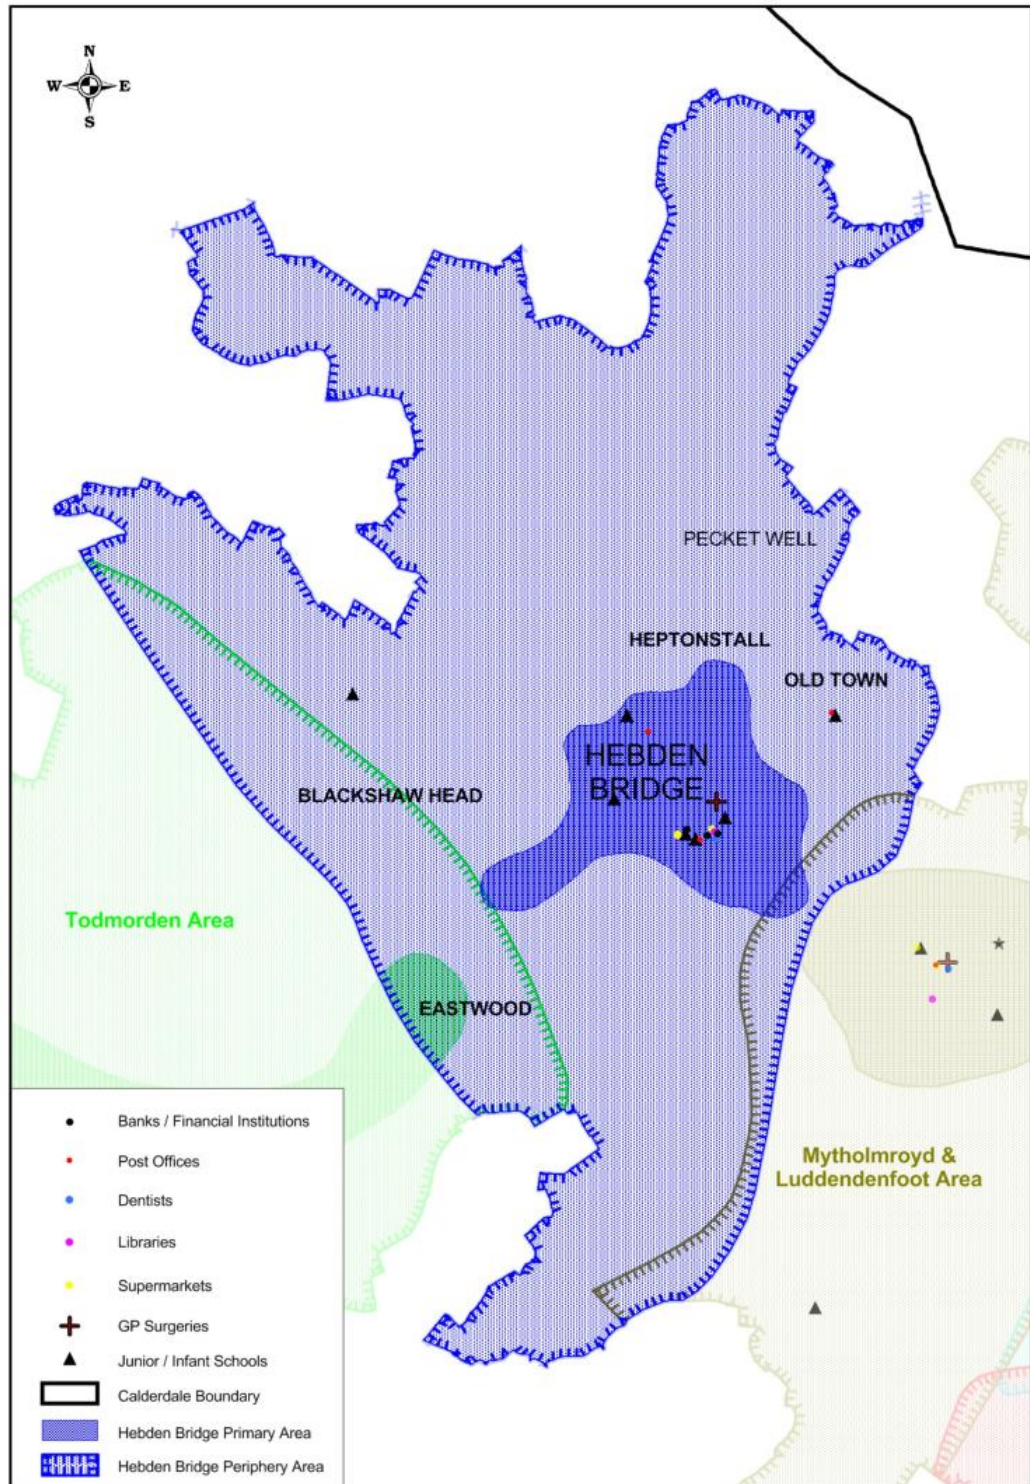 N
W E
S
PECKET WELL
HEPTONSTALL
OLD TOWN
HEBDEN
BRIDGE
BLACKSHAW HEAD
Todmorden Area
EASTWOOD
Mytholmroyd &
Luddendenfoot Area
Banks / Financial Institutions
Post Offices
Dentists
Libraries
Supermarkets
GP Surgeries
Junior / Infant Schools
Calderdale Boundary
Hebden Bridge Primary Area
Hebden Bridge Periphery Area